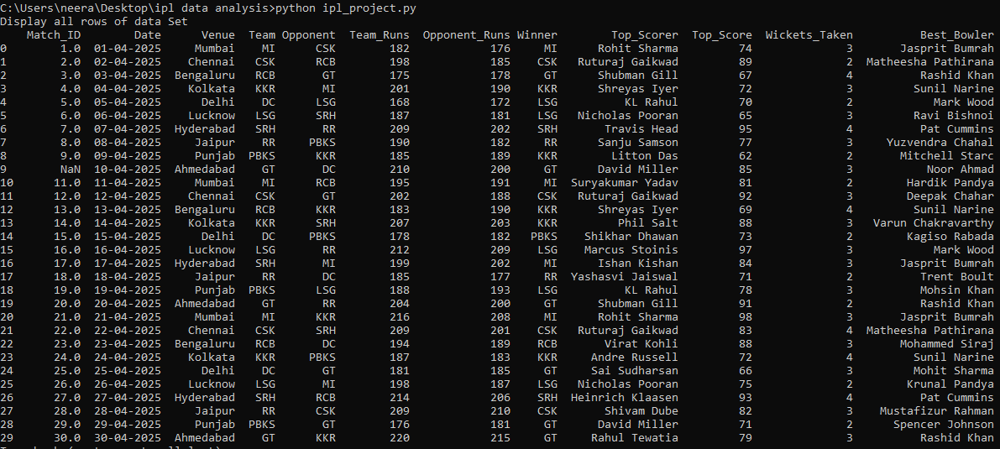 C:\Users\neera\Desktop\ipl data analysis>python ipl_project.py
Display all rows of data Set
Match_ID Date Venue Team Opponent Team_Runs Opponent_Runs Winner Top_Scorer Top_Score Wickets_Taken Best_Bowler
0 1.0 01-04-2025 Mumbai MI CSK 182 176 MI Rohit Sharma 74 3 Jasprit Bumrah
1 2.0 02-04-2025 Chennai CSK RCB 198 185 CSK Ruturaj Gaikwad 89 2 Matheesha Pathirana
2 3.0 03-04-2025 Bengaluru RCB GT 175 178 GT Shubman Gill 67 4 Rashid Khan
3 4.0 04-04-2025 Kolkata KKR MI 201 190 KKR Shreyas Iyer 72 3 Sunil Narine
4 5.0 05-04-2025 Delhi DC LSG 168 172 LSG KL Rahul 70 2 Mark Wood
5 6.0 06-04-2025 Lucknow LSG SRH 187 181 LSG Nicholas Pooran 65 3 Ravi Bishnoi
6 7.0 07-04-2025 Hyderabad SRH RR 209 202 SRH Travis Head 95 4 Pat Cummins
7 8.0 08-04-2025 Jaipur RR PBKS 190 182 RR Sanju Samson 77 3 Yuzvendra Chahal
8 9.0 09-04-2025 Punjab PBKS KKR 185 189 KKR Litton Das 62 2 Mitchell Starc
9 NaN 10-04-2025 Ahmedabad GT DC 210 200 GT David Miller 85 3 Noor Ahmad
10 11.0 11-04-2025 Mumbai MI RCB 195 191 MI Suryakumar Yadav 81 2 Hardik Pandya
11 12.0 12-04-2025 Chennai CSK GT 202 188 CSK Ruturaj Gaikwad 92 3 Deepak Chahar
12 13.0 13-04-2025 Bengaluru RCB KKR 183 190 KKR Shreyas Iyer 69 4 Sunil Narine
13 14.0 14-04-2025 Kolkata KKR SRH 207 203 KKR Phil Salt 88 3 Varun Chakravarthy
14 15.0 15-04-2025 Delhi DC PBKS 178 182 PBKS Shikhar Dhawan 73 2 Kagiso Rabada
15 16.0 16-04-2025 Lucknow LSG RR 212 209 LSG Marcus Stoinis 97 3 Mark Wood
16 17.0 17-04-2025 Hyderabad SRH MI 199 202 MI Ishan Kishan 84 3 Jasprit Bumrah
17 18.0 18-04-2025 Jaipur RR DC 185 177 RR Yashasvi Jaiswal 71 2 Trent Boult
18 19.0 19-04-2025 Punjab PBKS LSG 188 193 LSG KL Rahul 78 3 Mohsin Khan
19 20.0 20-04-2025 Ahmedabad GT RR 204 200 GT Shubman Gill 91 2 Rashid Khan
20 21.0 21-04-2025 Mumbai MI KKR 216 208 MI Rohit Sharma 98 3 Jasprit Bumrah
21 22.0 22-04-2025 Chennai CSK SRH 209 201 CSK Ruturaj Gaikwad 83 4 Matheesha Pathirana
22 23.0 23-04-2025 Bengaluru RCB DC 194 189 RCB Virat Kohli 88 3 Mohammed Siraj
23 24.0 24-04-2025 Kolkata KKR PBKS 187 183 KKR Andre Russell 72 4 Sunil Narine
24 25.0 25-04-2025 Delhi DC GT 181 185 GT Sai Sudharsan 66 3 Mohit Sharma
25 26.0 26-04-2025 Lucknow LSG MI 198 187 LSG Nicholas Pooran 75 2 Krunal Pandya
26 27.0 27-04-2025 Hyderabad SRH RCB 214 206 SRH Heinrich Klaasen 93 4 Pat Cummins
27 28.0 28-04-2025 Jaipur RR CSK 209 210 CSK Shivam Dube 82 3 Mustafizur Rahman
28 29.0 29-04-2025 Punjab PBKS GT 176 181 GT David Miller 71 2 Spencer Johnson
29 30.0 30-04-2025 Ahmedabad GT KKR 220 215 GT Rahul Tewatia 79 3 Rashid Khan